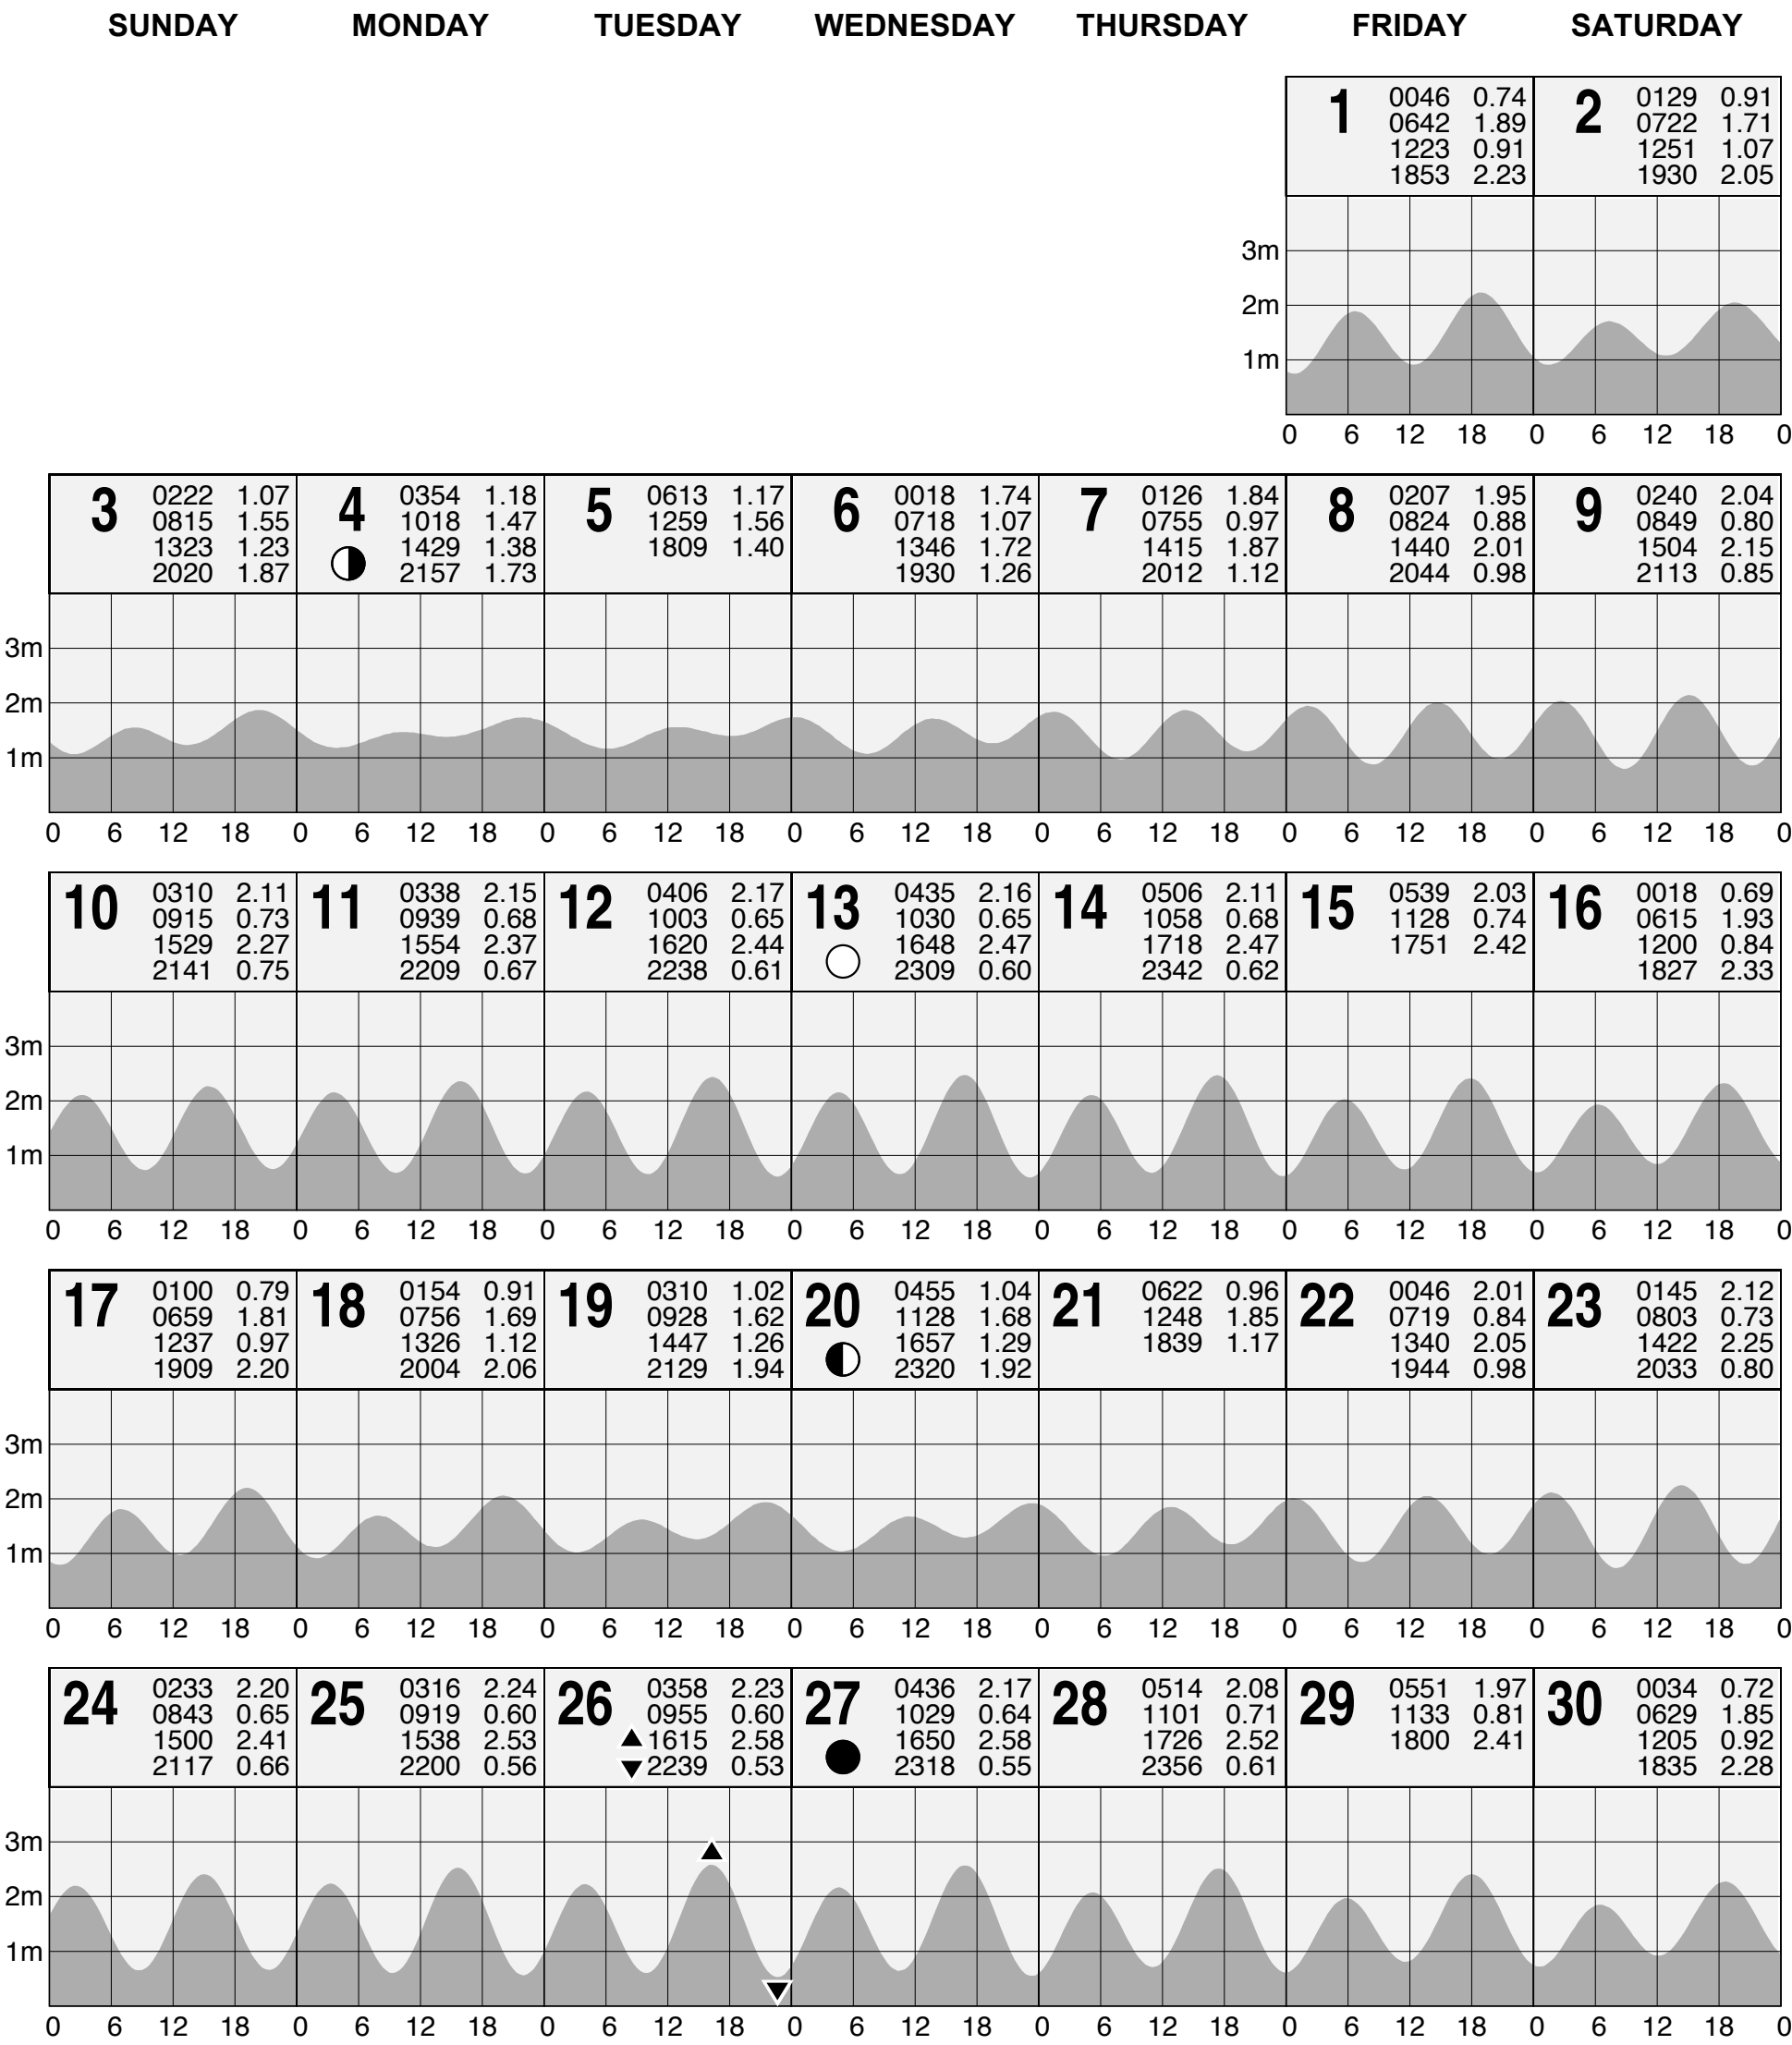 SUNDAY MONDAY TUESDAY WEDNESDAY THURSDAY FRIDAY SATURDAY
1 0046 0.74
0642 1.89
1223 0.91
1853 2.23
2 0129 0.91
0722 1.71
1251 1.07
1930 2.05
3m
2m
1m
0 6 12 18 0 6 12 18 0
3 0222 1.07
0815 1.55
1323 1.23
2020 1.87
4 0354 1.18
1018 1.47
1429 1.38
2157 1.73
5 0613 1.17
1259 1.56
1809 1.40
6 0018 1.74
0718 1.07
1346 1.72
1930 1.26
7 0126 1.84
0755 0.97
1415 1.87
2012 1.12
8 0207 1.95
0824 0.88
1440 2.01
2044 0.98
9 0240 2.04
0849 0.80
1504 2.15
2113 0.85
3m
2m
1m
0 6 12 18 0 6 12 18 0 6 12 18 0 6 12 18 0 6 12 18 0 6 12 18 0 6 12 18 0
10 0310 2.11
0915 0.73
1529 2.27
2141 0.75
11 0338 2.15
0939 0.68
1554 2.37
2209 0.67
12 0406 2.17
1003 0.65
1620 2.44
2238 0.61
13 0435 2.16
1030 0.65
1648 2.47
2309 0.60
14 0506 2.11
1058 0.68
1718 2.47
2342 0.62
15 0539 2.03
1128 0.74
1751 2.42
16 0018 0.69
0615 1.93
1200 0.84
1827 2.33
3m
2m
1m
0 6 12 18 0 6 12 18 0 6 12 18 0 6 12 18 0 6 12 18 0 6 12 18 0 6 12 18 0
17 0100 0.79
0659 1.81
1237 0.97
1909 2.20
18 0154 0.91
0756 1.69
1326 1.12
2004 2.06
19 0310 1.02
0928 1.62
1447 1.26
2129 1.94
20 0455 1.04
1128 1.68
1657 1.29
2320 1.92
21 0622 0.96
1248 1.85
1839 1.17
22 0046 2.01
0719 0.84
1340 2.05
1944 0.98
23 0145 2.12
0803 0.73
1422 2.25
2033 0.80
3m
2m
1m
0 6 12 18 0 6 12 18 0 6 12 18 0 6 12 18 0 6 12 18 0 6 12 18 0 6 12 18 0
24 0233 2.20
0843 0.65
1500 2.41
2117 0.66
25 0316 2.24
0919 0.60
1538 2.53
2200 0.56
26 0358 2.23
0955 0.60
1615 2.58
2239 0.53
27 0436 2.17
1029 0.64
1650 2.58
2318 0.55
28 0514 2.08
1101 0.71
1726 2.52
2356 0.61
29 0551 1.97
1133 0.81
1800 2.41
30 0034 0.72
0629 1.85
1205 0.92
1835 2.28
3m
2m
1m
0 6 12 18 0 6 12 18 0 6 12 18 0 6 12 18 0 6 12 18 0 6 12 18 0 6 12 18 0